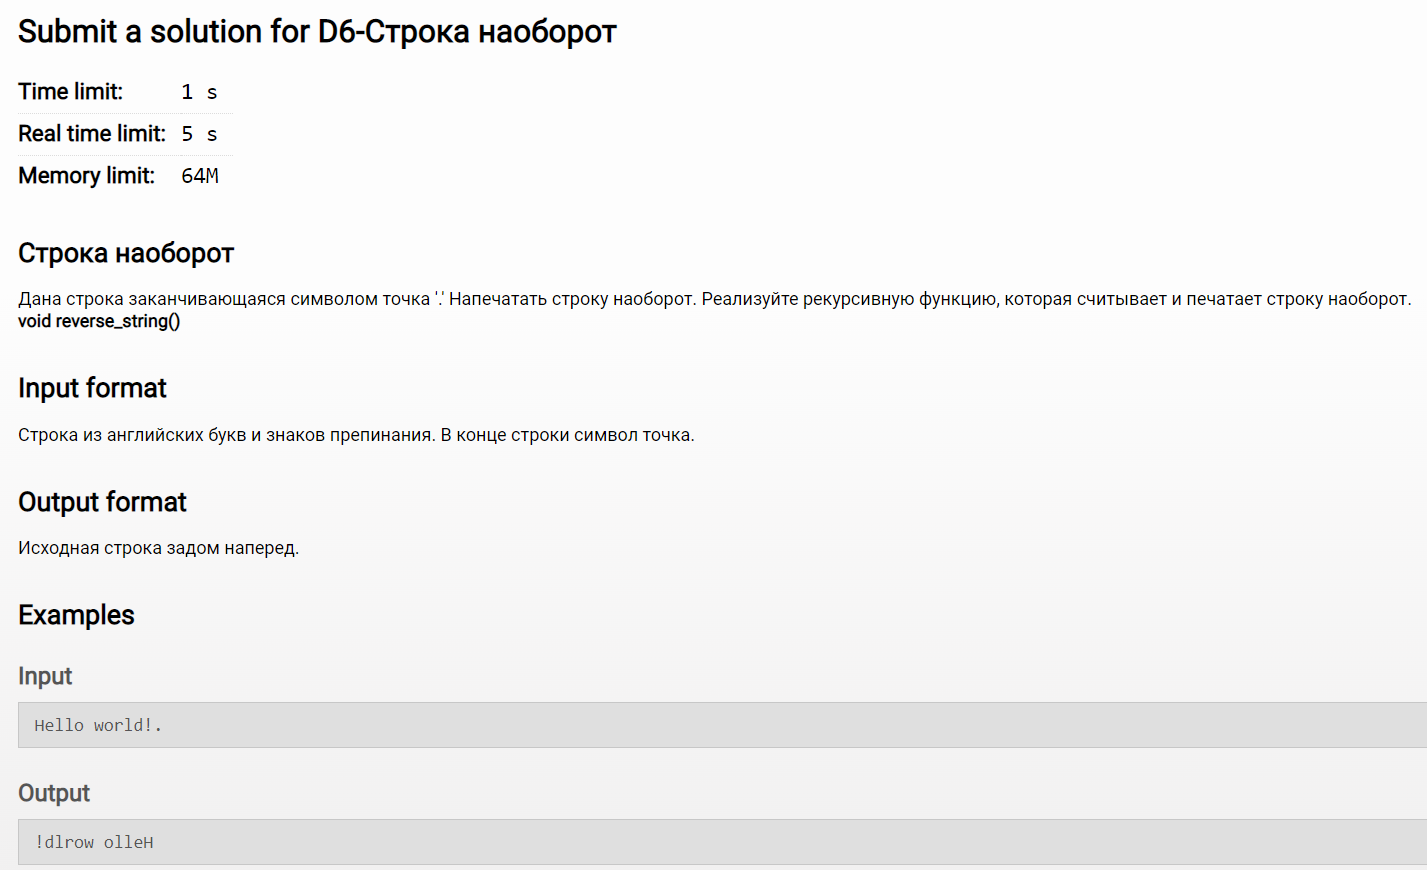 Submit a solution for D6-Строка наоборот
Time limit: 1 s
Real time limit: 5 s
Memory limit: 64M
Строка наоборот
Дана строка заканчивающаяся символом точка '.' Напечатать строку наоборот. Реализуйте рекурсивную функцию, которая считывает и печатает строку наоборот.
void reverse_string()
Input format
Строка из английских букв и знаков препинания. В конце строки символ точка.
Output format
Исходная строка задом наперед.
Examples
Input
Hello world!.
Output
!dlrow olleH